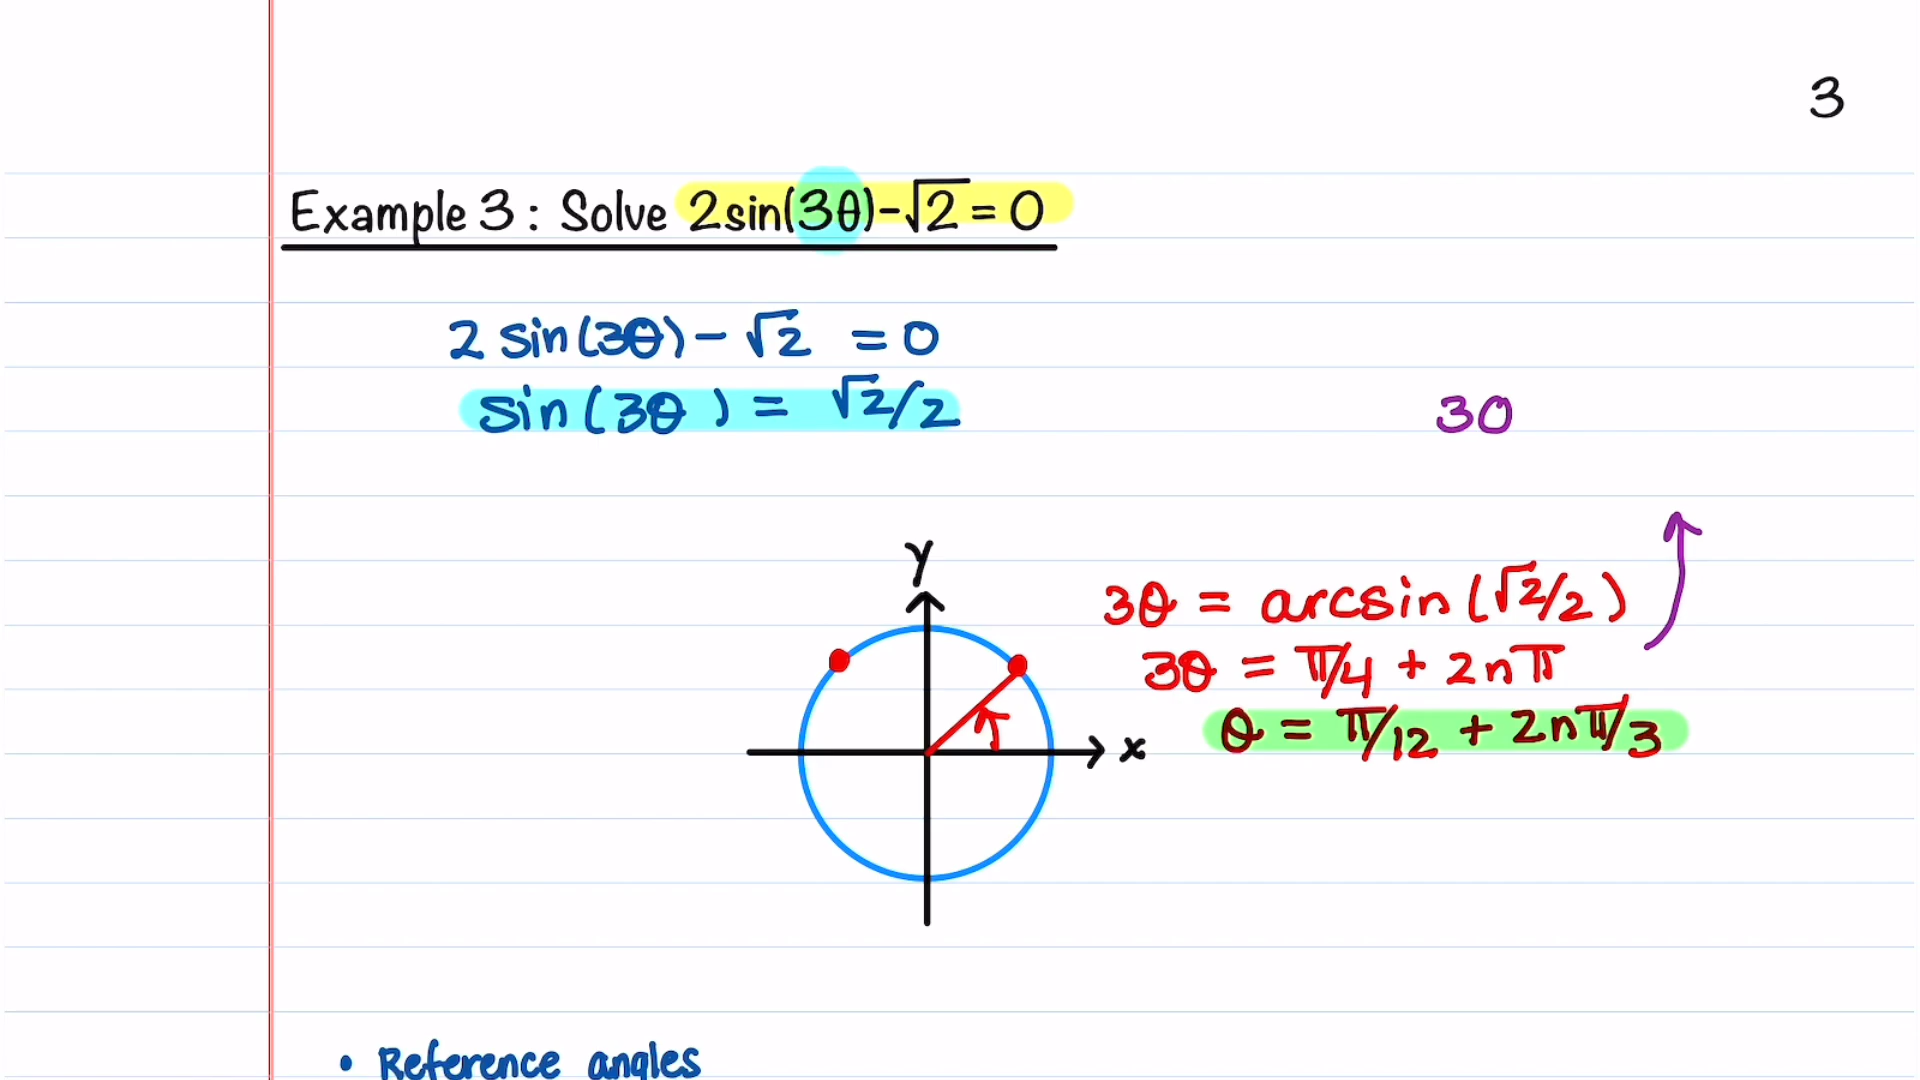 3
Example 3 : Solve 2sin(3θ)-√2 = 0
2 sin(3θ) - √2 = 0
sin(3θ) = √2/2
30
y
3θ = arcsin(√2/2)
3θ = π/4 + 2nπ
θ = π/12 + 2nπ/3
x
• Reference angles